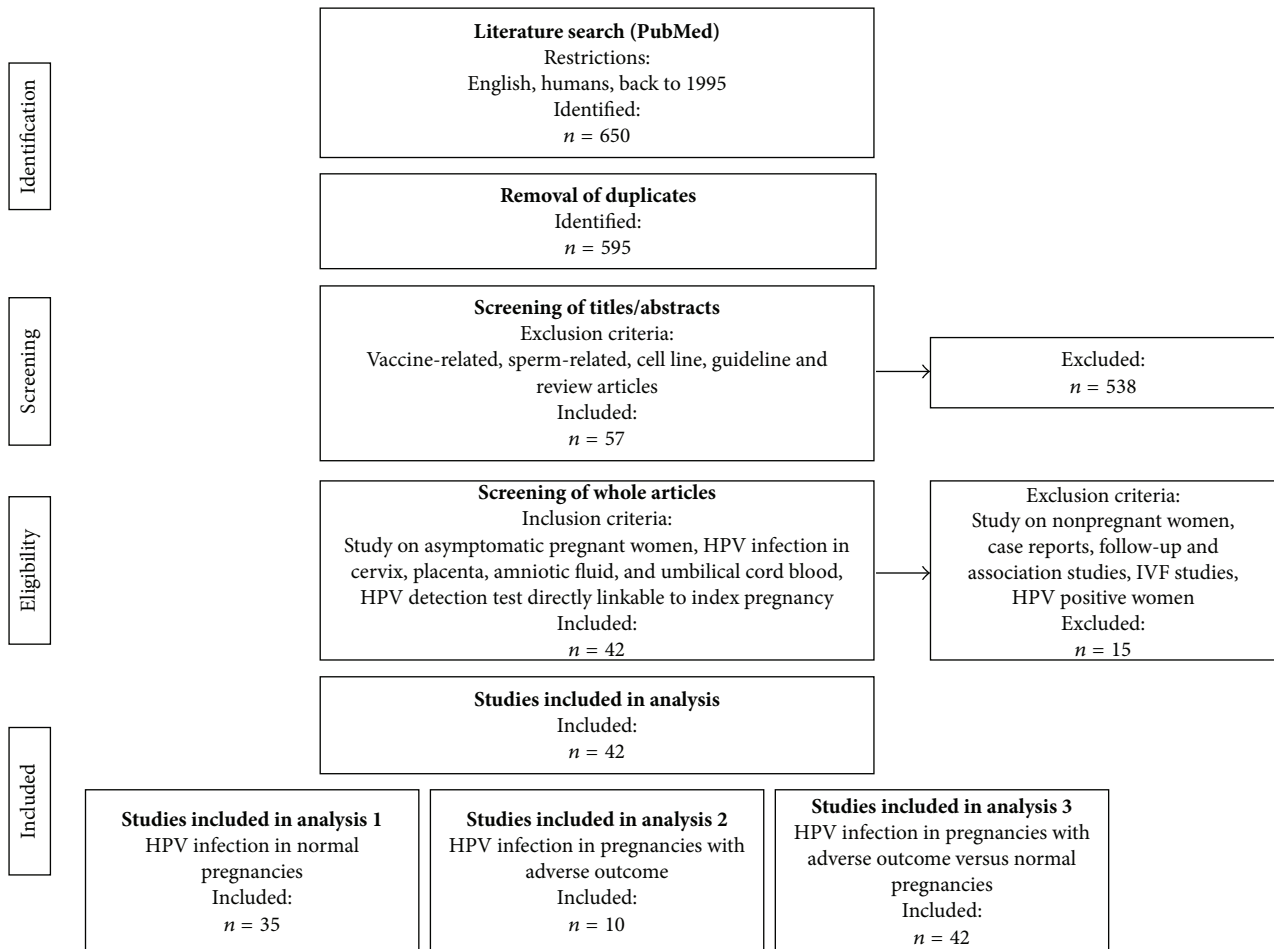 Identification
Literature search (PubMed)
Restrictions:
English, humans, back to 1995
Identified:
n = 650
Removal of duplicates
Identified:
n = 595
Screening
Screening of titles/abstracts
Exclusion criteria:
Vaccine-related, sperm-related, cell line, guideline and
review articles
Included:
n = 57
Excluded:
n = 538
Eligibility
Screening of whole articles
Inclusion criteria:
Study on asymptomatic pregnant women, HPV infection in
cervix, placenta, amniotic fluid, and umbilical cord blood,
HPV detection test directly linkable to index pregnancy
Included:
n = 42
Exclusion criteria:
Study on nonpregnant women,
case reports, follow-up and
association studies, IVF studies,
HPV positive women
Excluded:
n = 15
Included
Studies included in analysis
Included:
n = 42
Studies included in analysis 1
HPV infection in normal
pregnancies
Included:
n = 35
Studies included in analysis 2
HPV infection in pregnancies with
adverse outcome
Included:
n = 10
Studies included in analysis 3
HPV infection in pregnancies with
adverse outcome versus normal
pregnancies
Included:
n = 42